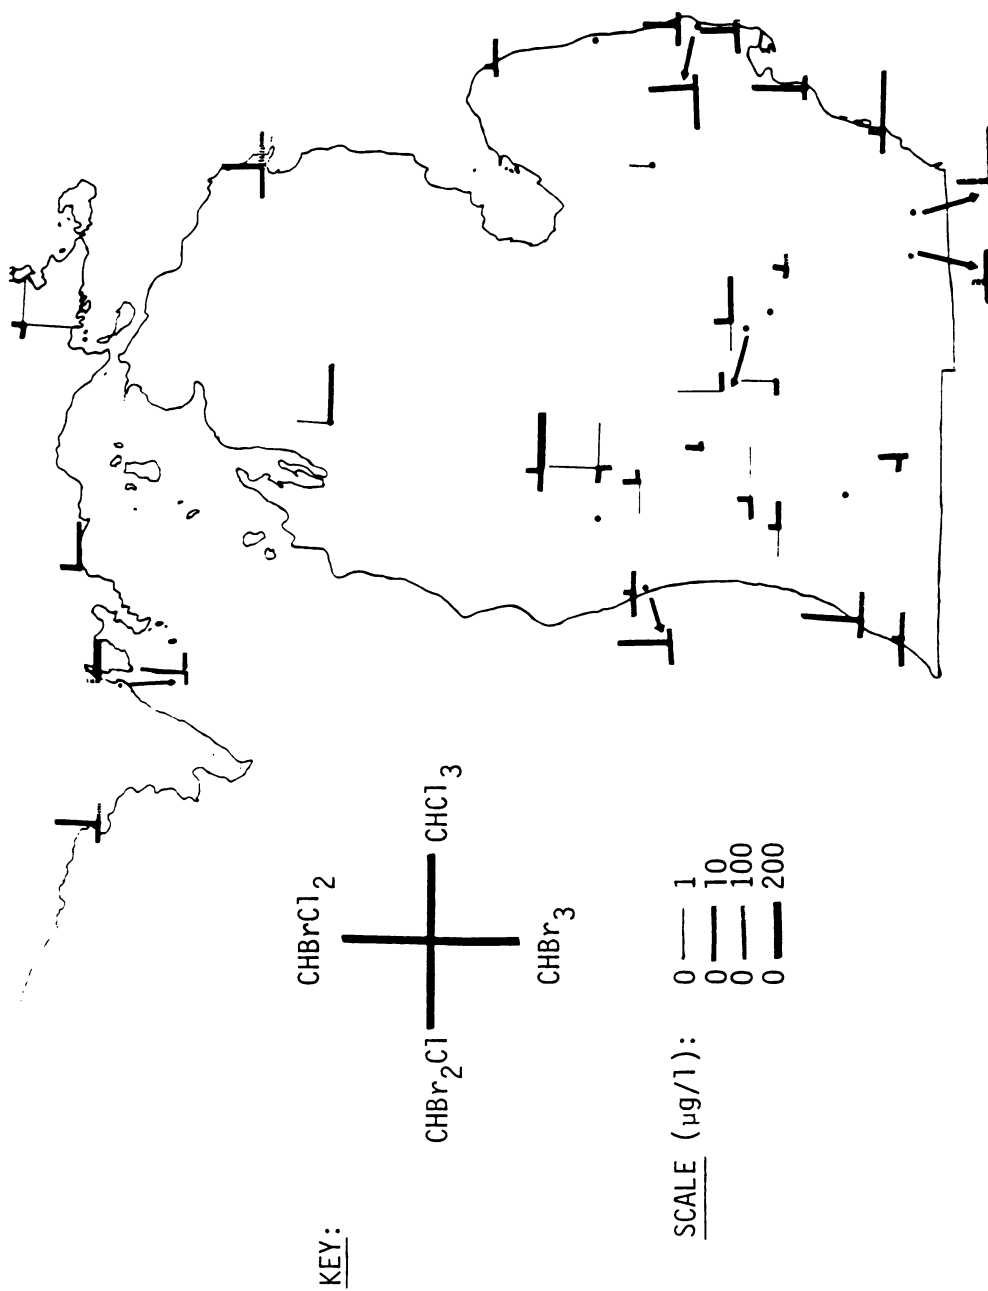 KEY:
CHBrCl2
CHBr2Cl
CHCl3
CHBr3
SCALE (µg/l):
0 1
0 10
0 100
0 200